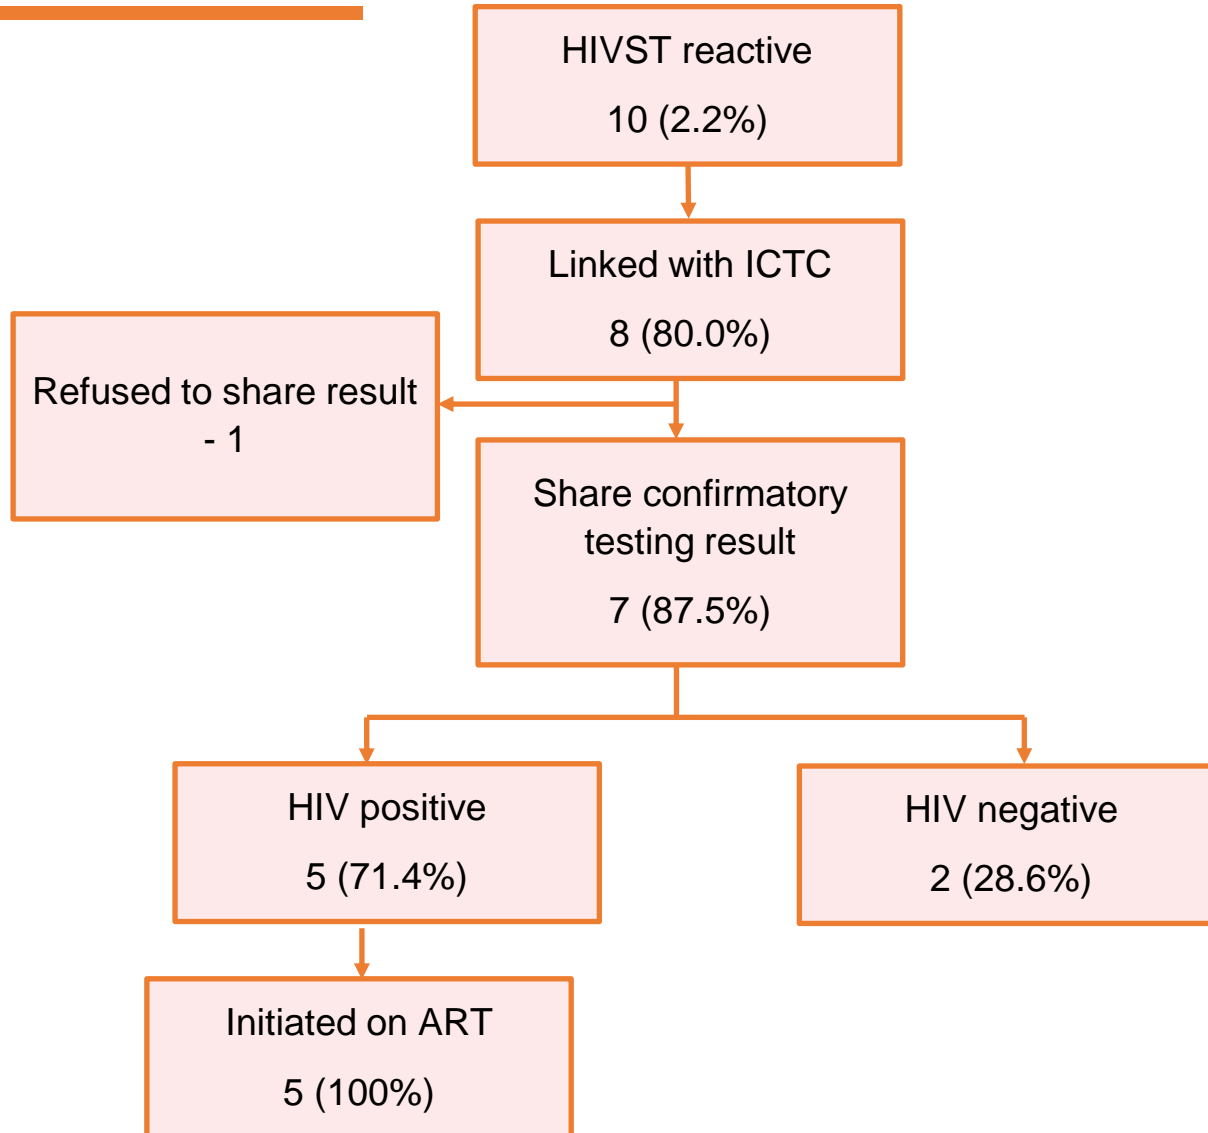 HIVST reactive
10 (2.2%)
Linked with ICTC
8 (80.0%)
Refused to share result
- 1
Share confirmatory
testing result
7 (87.5%)
HIV positive
5 (71.4%)
HIV negative
2 (28.6%)
Initiated on ART
5 (100%)